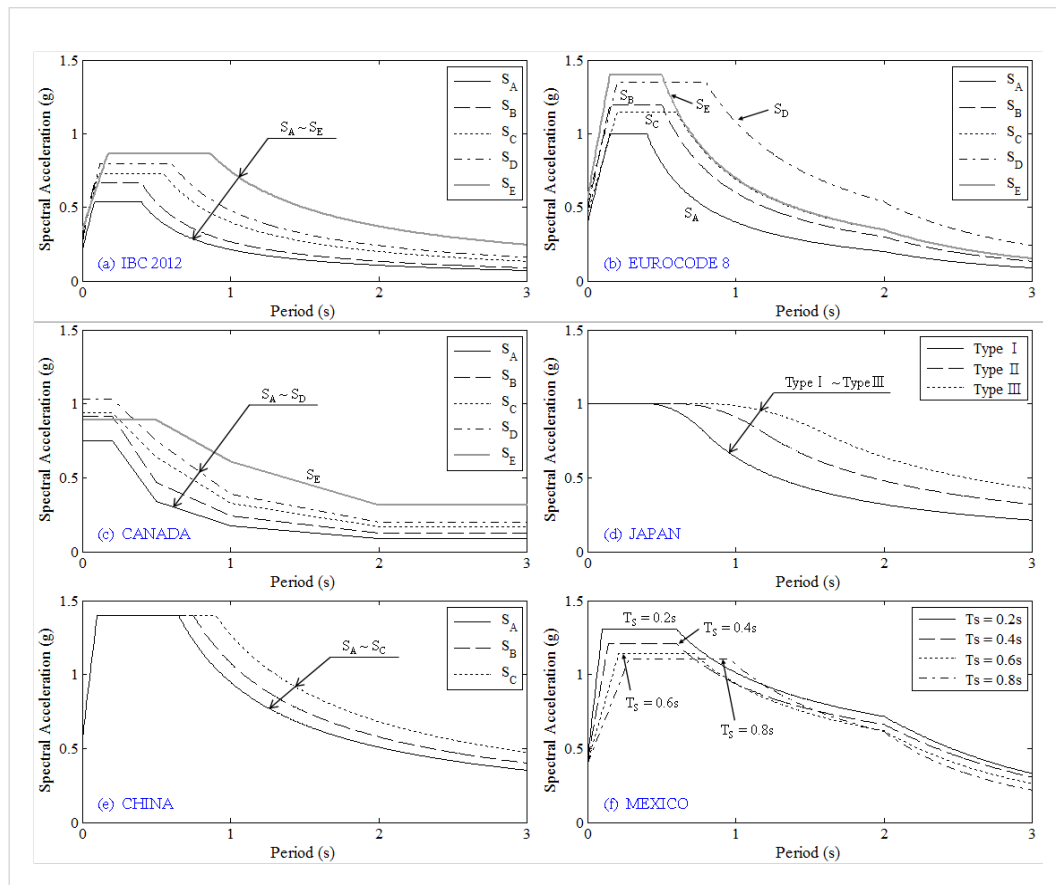 1.5
1
0.5
0
Spectral Acceleration (g)
S_A
S_B
S_C
S_D
S_E
S_A ~ S_E
(a) IBC 2012
0 1 2 3
Period (s)
1.5
1
0.5
0
Spectral Acceleration (g)
S_A
S_B
S_C
S_D
S_E
S_B
S_E
S_D
S_C
S_A
(b) EUROCODE 8
0 1 2 3
Period (s)
1.5
1
0.5
0
Spectral Acceleration (g)
S_A
S_B
S_C
S_D
S_E
S_A ~ S_D
S_E
(c) CANADA
0 1 2 3
Period (s)
1.5
1
0.5
0
Spectral Acceleration (g)
Type Ⅰ
Type Ⅱ
Type Ⅲ
Type Ⅰ ~ Type Ⅲ
(d) JAPAN
0 1 2 3
Period (s)
1.5
1
0.5
0
Spectral Acceleration (g)
S_A
S_B
S_C
S_A ~ S_C
(e) CHINA
0 1 2 3
Period (s)
1.5
1
0.5
0
Spectral Acceleration (g)
Ts = 0.2s
Ts = 0.4s
Ts = 0.6s
Ts = 0.8s
T_S = 0.2s
T_S = 0.4s
T_S = 0.6s
T_S = 0.8s
(f) MEXICO
0 1 2 3
Period (s)